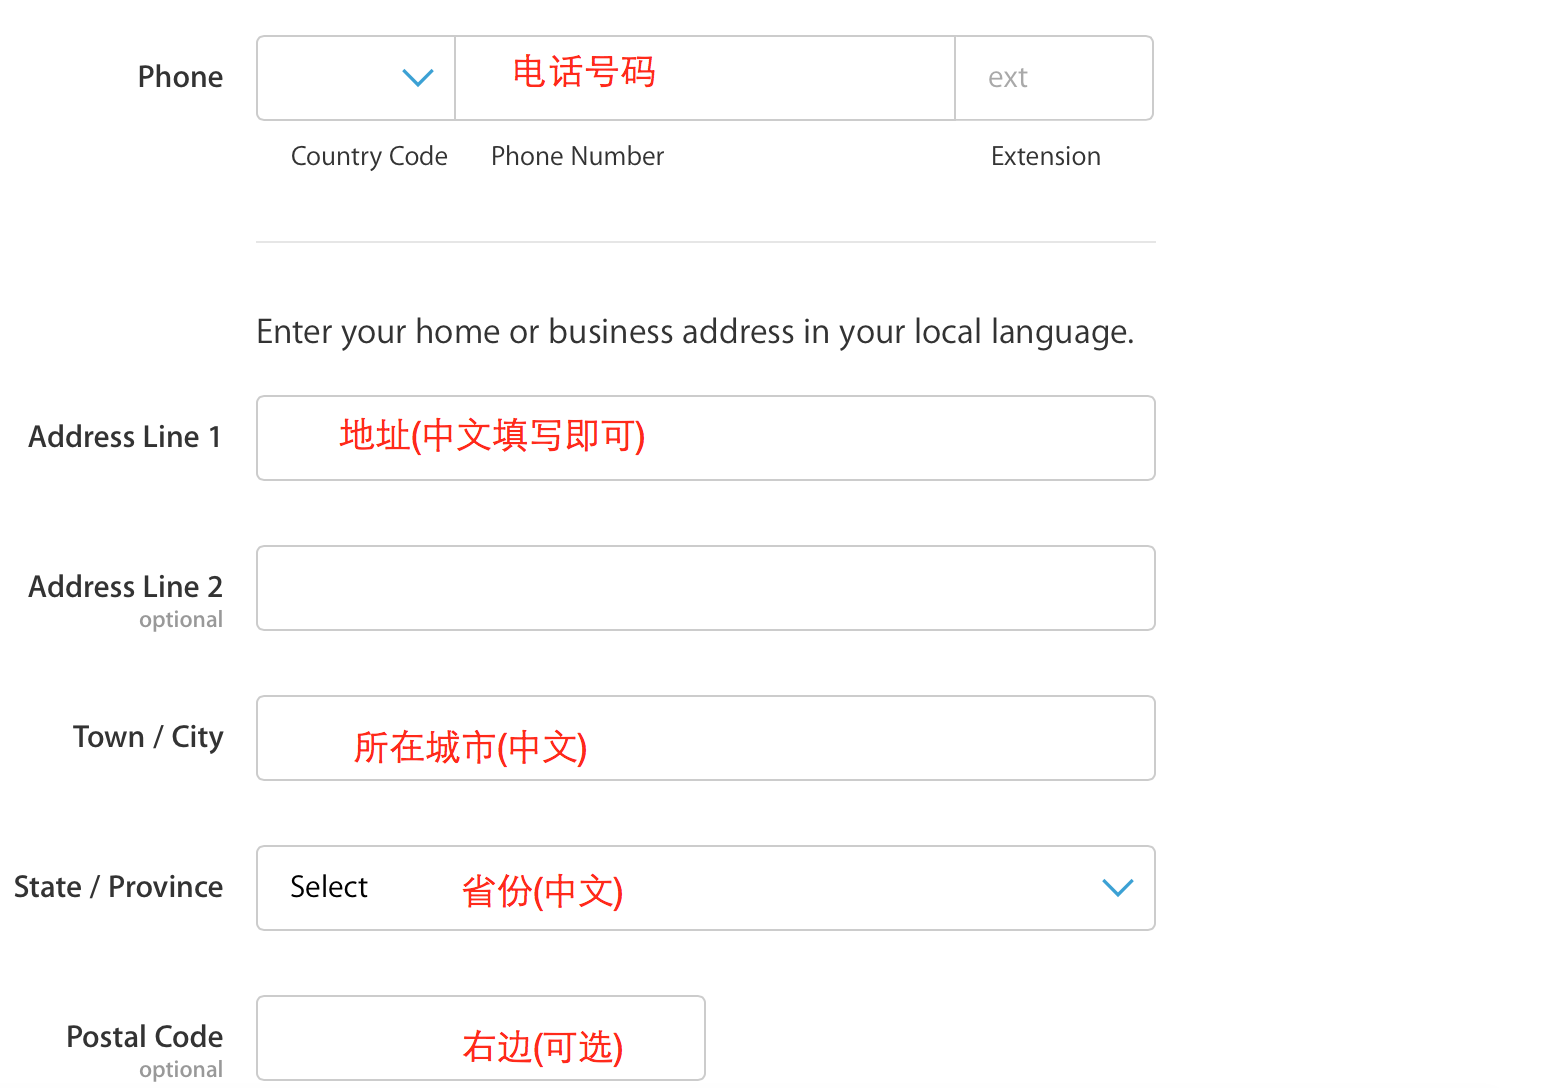 Phone 电话号码 ext
Country Code Phone Number Extension
Enter your home or business address in your local language.
Address Line 1 地址(中文填写即可)
Address Line 2
optional
Town / City 所在城市(中文)
State / Province Select 省份(中文)
Postal Code 右边(可选)
optional